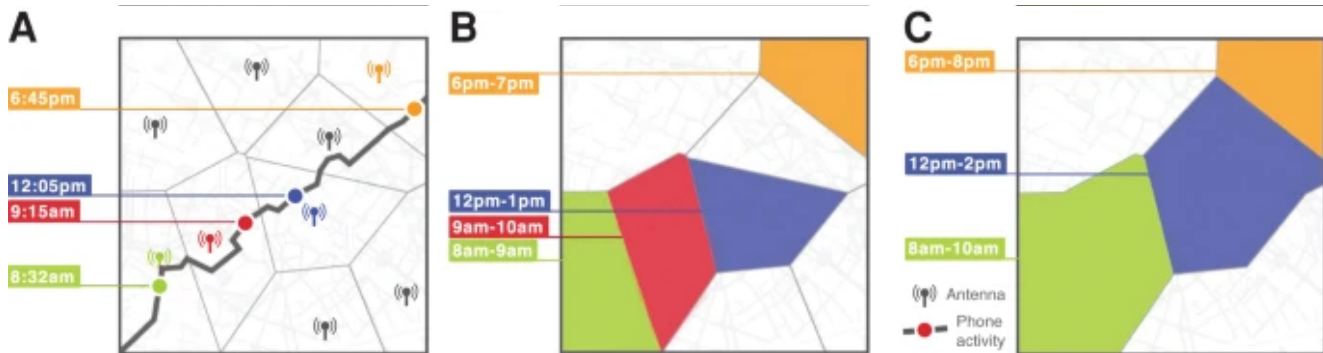 A
6:45pm
12:05pm
9:15am
8:32am
B
6pm-7pm
12pm-1pm
9am-10am
8am-9am
C
6pm-8pm
12pm-2pm
8am-10am
Antenna
Phone
activity